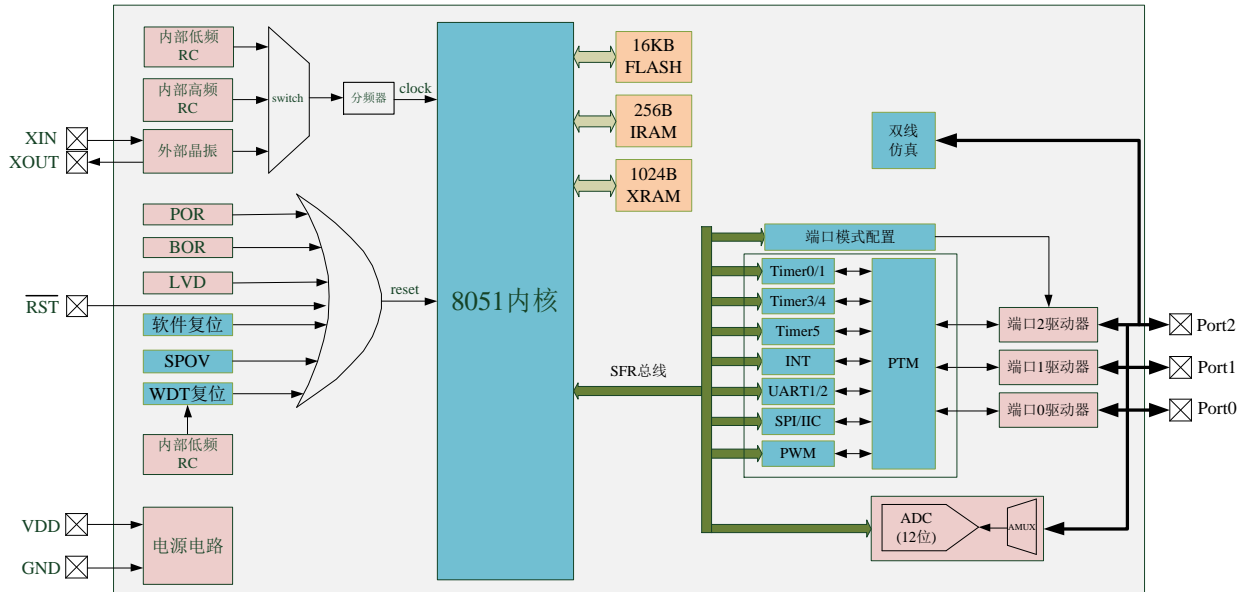 内部低频
RC
内部高频
RC
外部晶振
XIN
XOUT
switch
分频器
clock
POR
BOR
LVD
RST
软件复位
SPOV
WDT复位
内部低频
RC
reset
VDD
GND
电源电路
8051内核
16KB
FLASH
256B
IRAM
1024B
XRAM
双线
仿真
SFR总线
端口模式配置
Timer0/1
Timer3/4
Timer5
INT
UART1/2
SPI/IIC
PWM
PTM
端口2驱动器
端口1驱动器
端口0驱动器
Port2
Port1
Port0
ADC
(12位)
AMUX